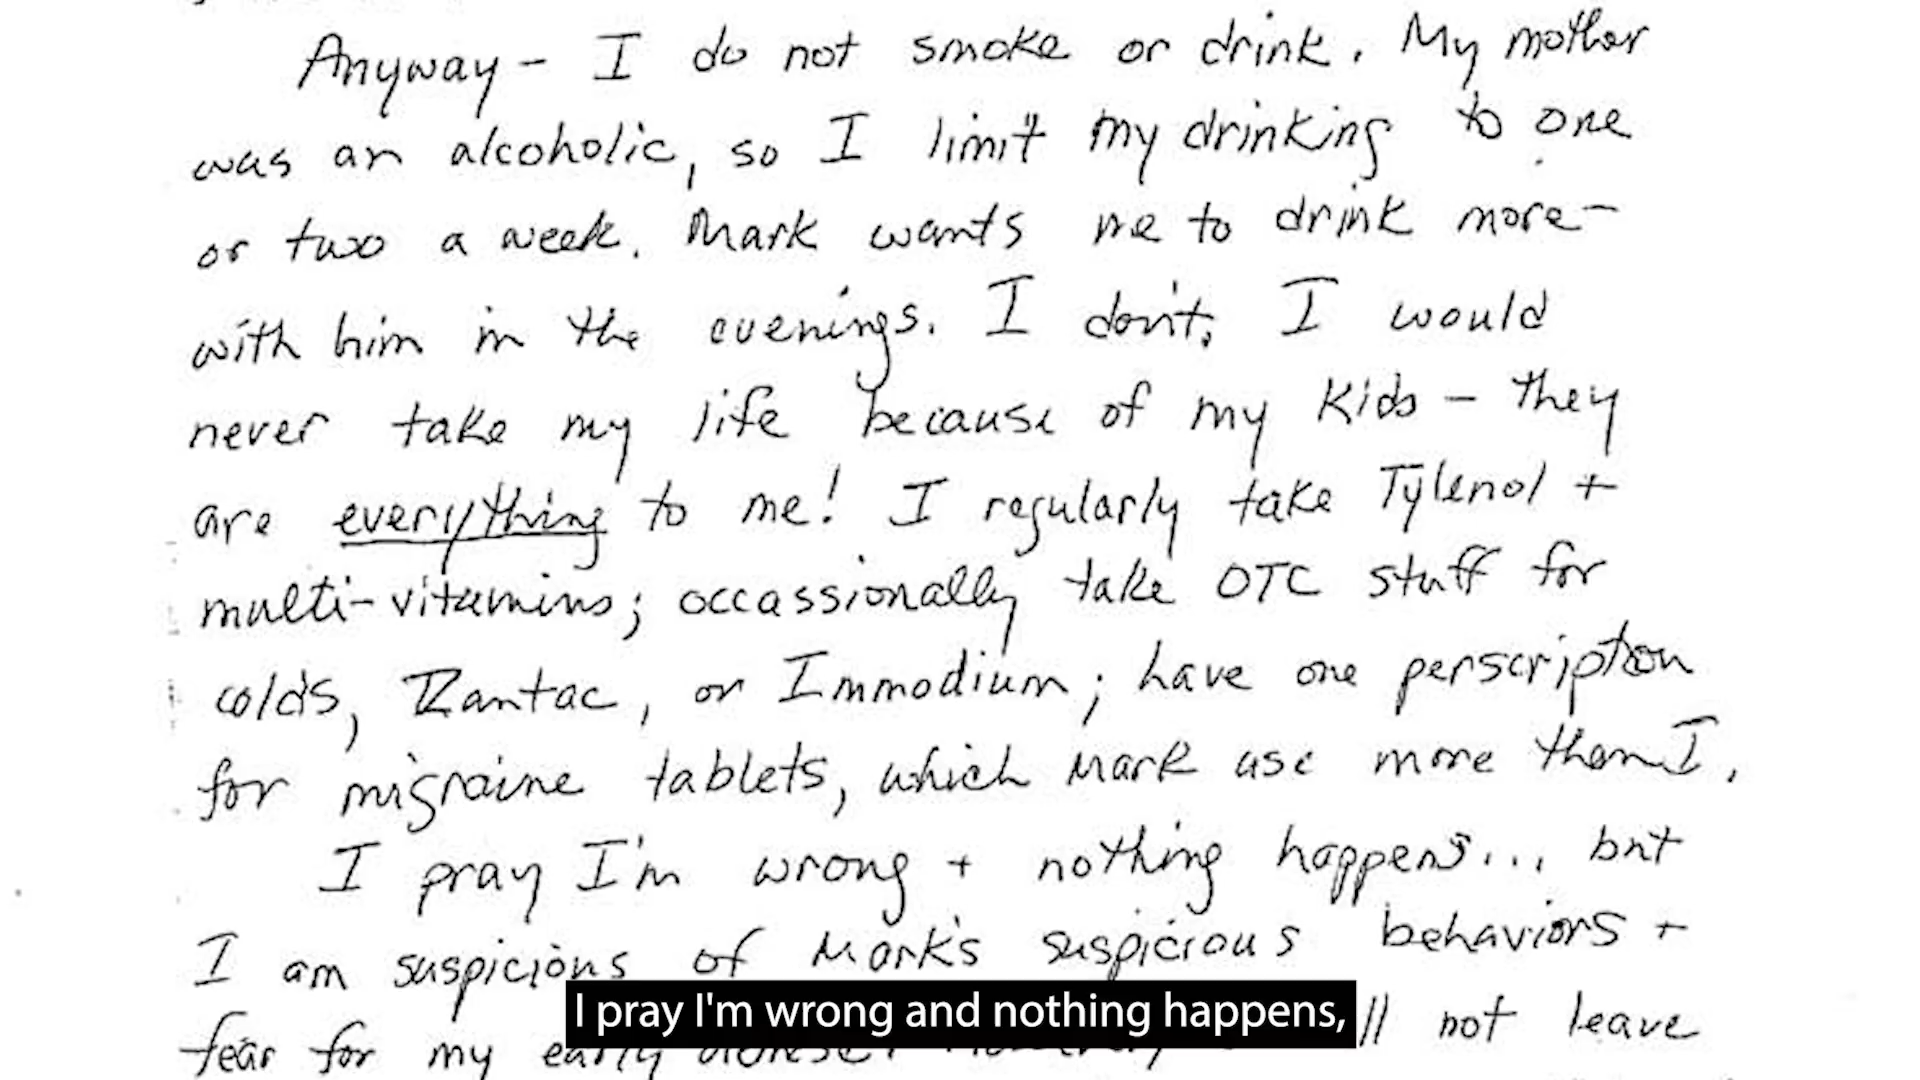 Anyway - I do not smoke or drink. My mother
was an alcoholic, so I limit my drinking to one
or two a week. Mark wants me to drink more-
with him in the evenings. I don't. I would
never take my life because of my kids - they
are everything to me! I regularly take Tylenol +
multi-vitamins; occassionally take OTC stuff for
colds, Zantac, or Immodium; have one perscription
for migraine tablets, which Mark use more than I.
I pray I'm wrong + nothing happens... but
I am suspicious of Mark's suspicious behaviors +
fear for my early not leave
I pray I'm wrong and nothing happens,